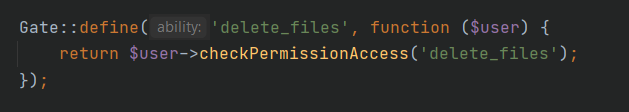 Gate::define( ability: 'delete_files', function ($user) {
    return $user->checkPermissionAccess('delete_files');
});